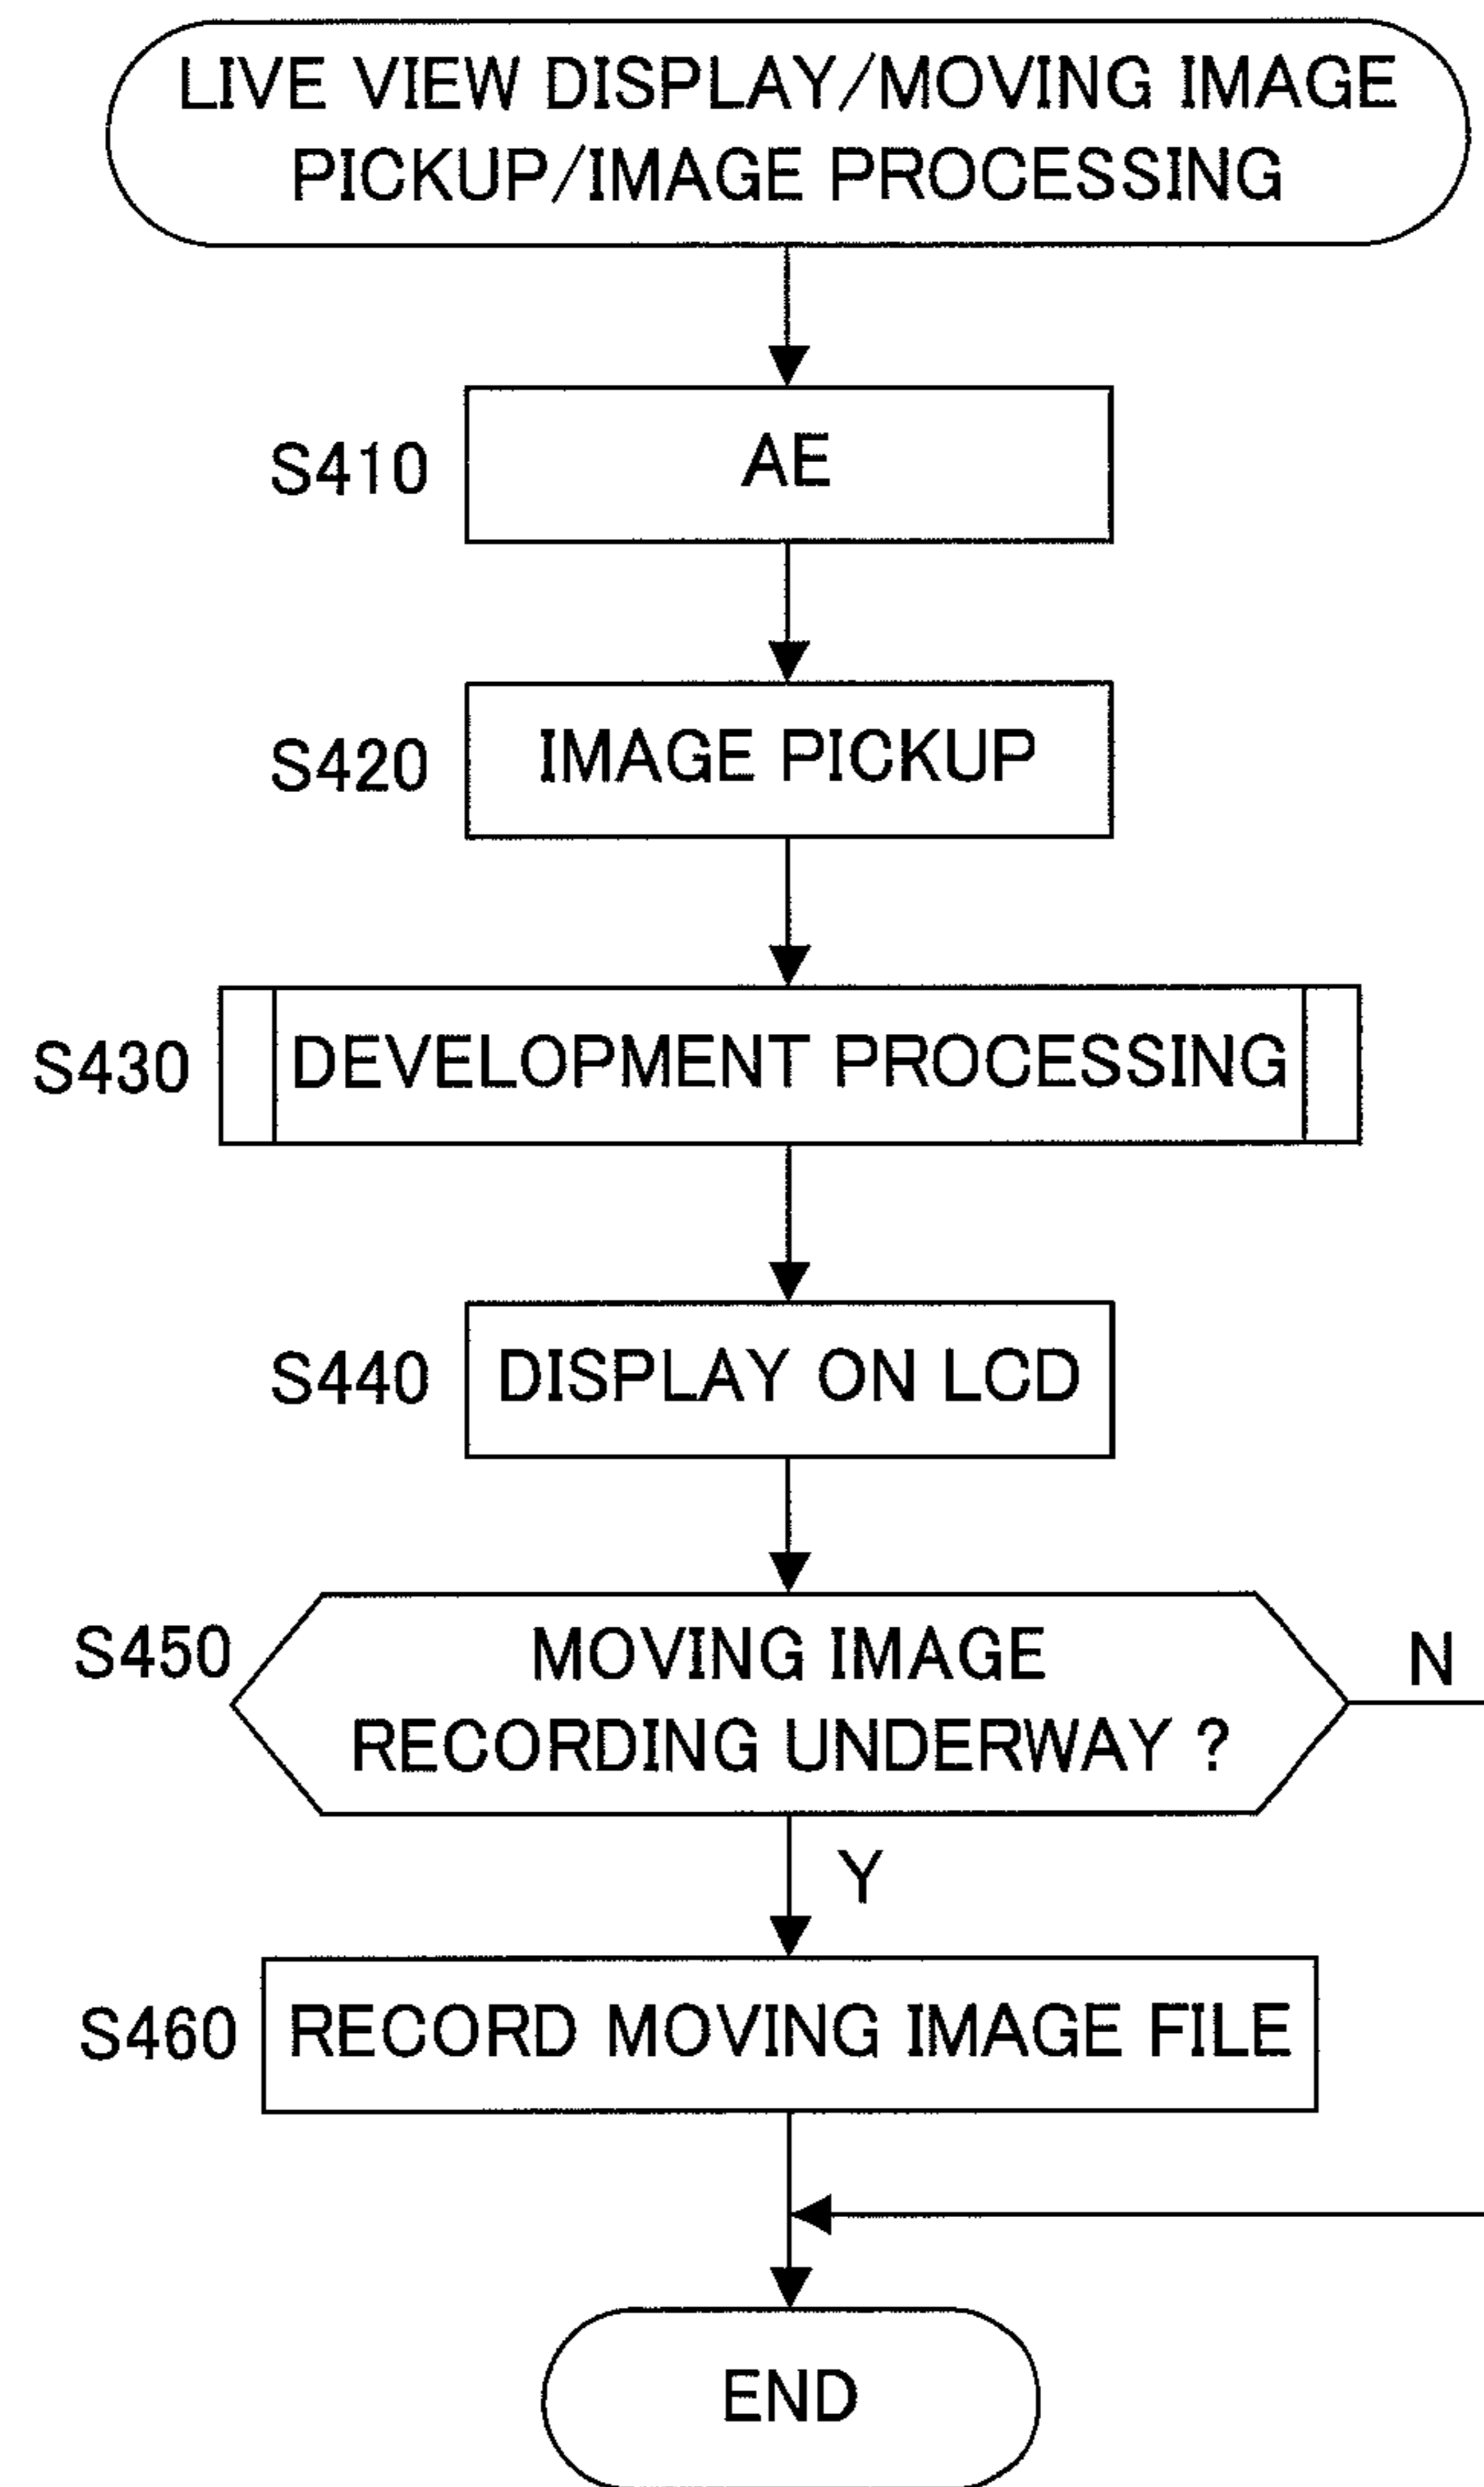 LIVE VIEW DISPLAY/MOVING IMAGE
PICKUP/IMAGE PROCESSING
S410
AE
S420
IMAGE PICKUP
S430
DEVELOPMENT PROCESSING
S440
DISPLAY ON LCD
S450
MOVING IMAGE
RECORDING UNDERWAY ?
N
Y
S460
RECORD MOVING IMAGE FILE
END